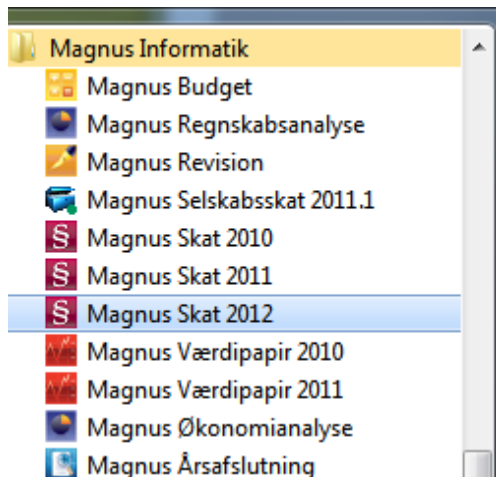 Magnus Informatik
Magnus Budget
Magnus Regnskabsanalyse
Magnus Revision
Magnus Selskabsskat 2011.1
§ Magnus Skat 2010
§ Magnus Skat 2011
§ Magnus Skat 2012
Magnus Værdipapir 2010
Magnus Værdipapir 2011
Magnus Økonomianalyse
Magnus Årsafslutning